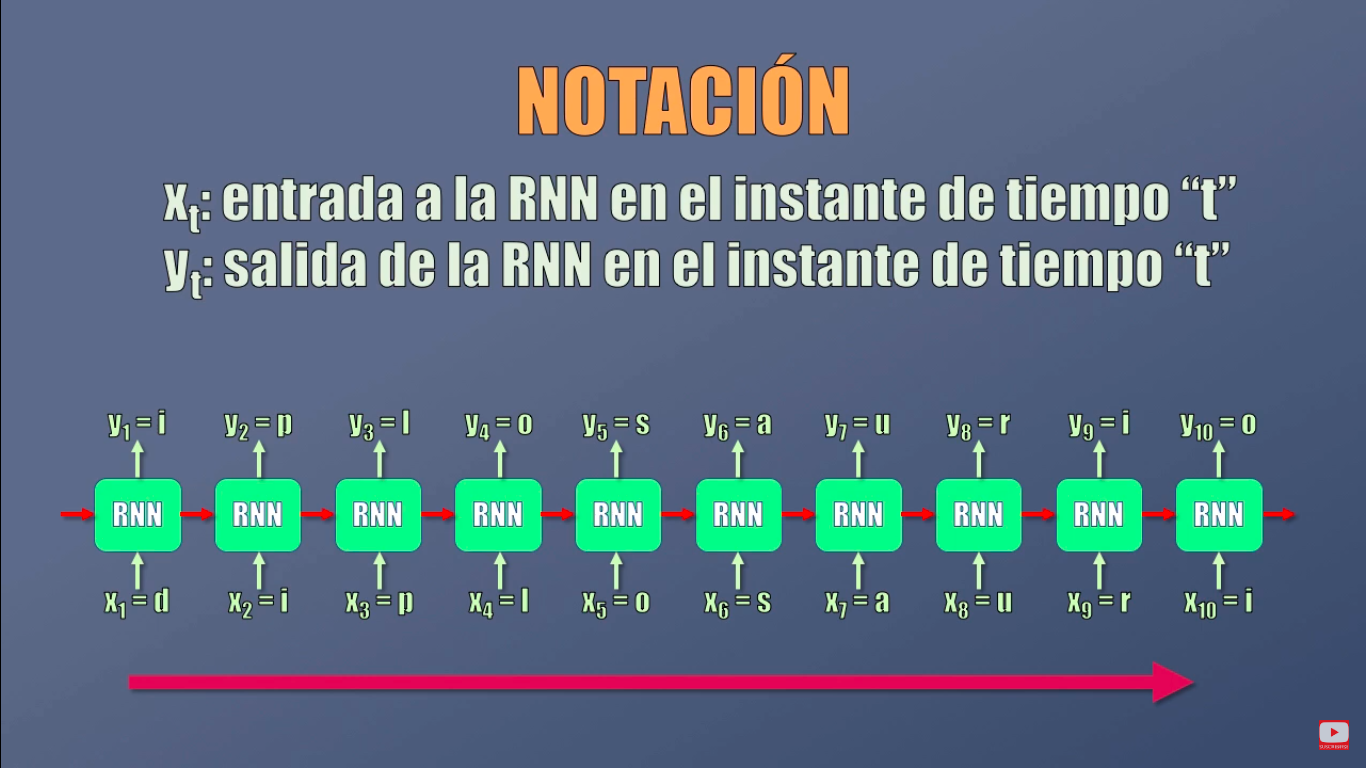 NOTACIÓN
xt: entrada a la RNN en el instante de tiempo “t”
yt: salida de la RNN en el instante de tiempo “t”
y1 = i y2 = p y3 = l y4 = o y5 = s y6 = a y7 = u y8 = r y9 = i y10 = o
RNN RNN RNN RNN RNN RNN RNN RNN RNN RNN
x1 = d x2 = i x3 = p x4 = l x5 = o x6 = s x7 = a x8 = u x9 = r x10 = i